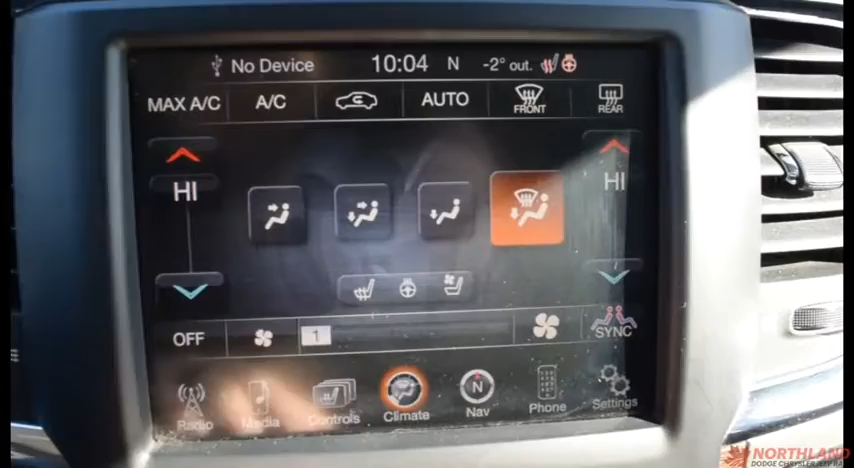 No Device 10:04 N -2° out.
MAX A/C A/C AUTO FRONT REAR
HI HI
OFF 1 SYNC
Radio Media Controls Climate N Nav Phone Settings
NORTHLAND
DODGE CHRYSLER JEEP RAM